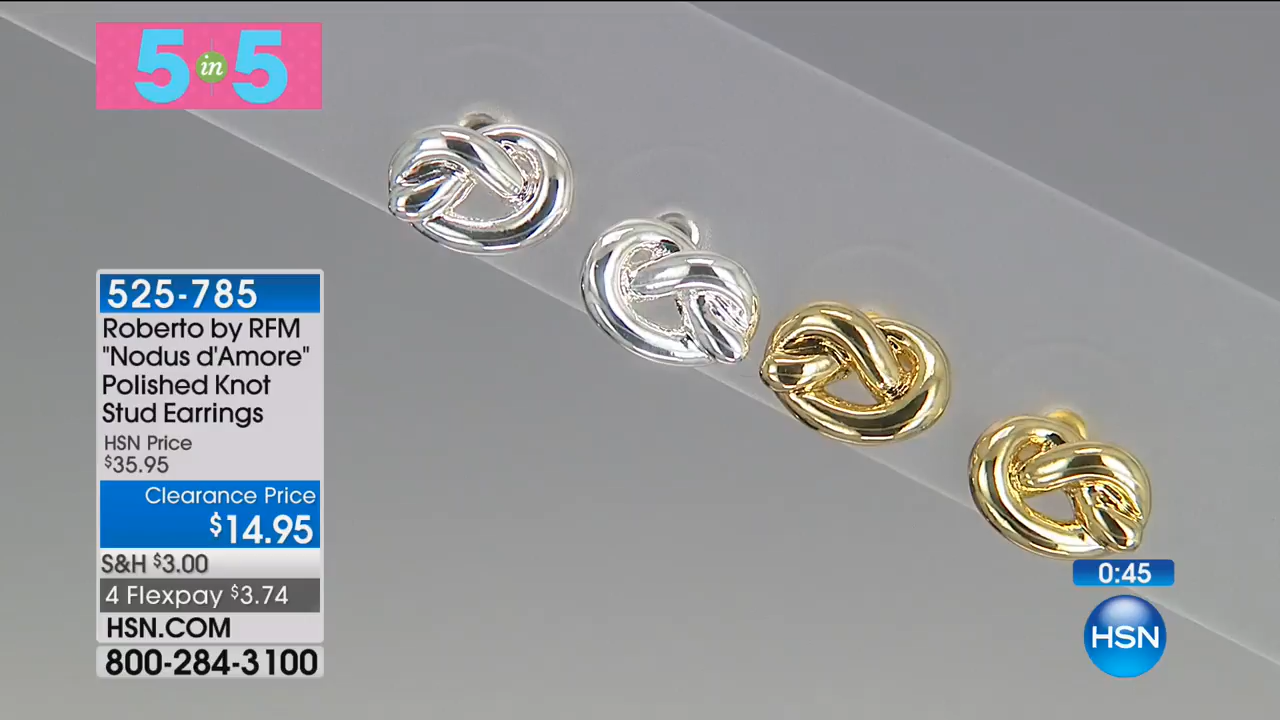 5 in 5
525-785
Roberto by RFM
"Nodus d'Amore"
Polished Knot
Stud Earrings
HSN Price
$35.95
Clearance Price
$14.95
S&H $3.00
4 Flexpay $3.74
HSN.COM
800-284-3100
0:45
HSN